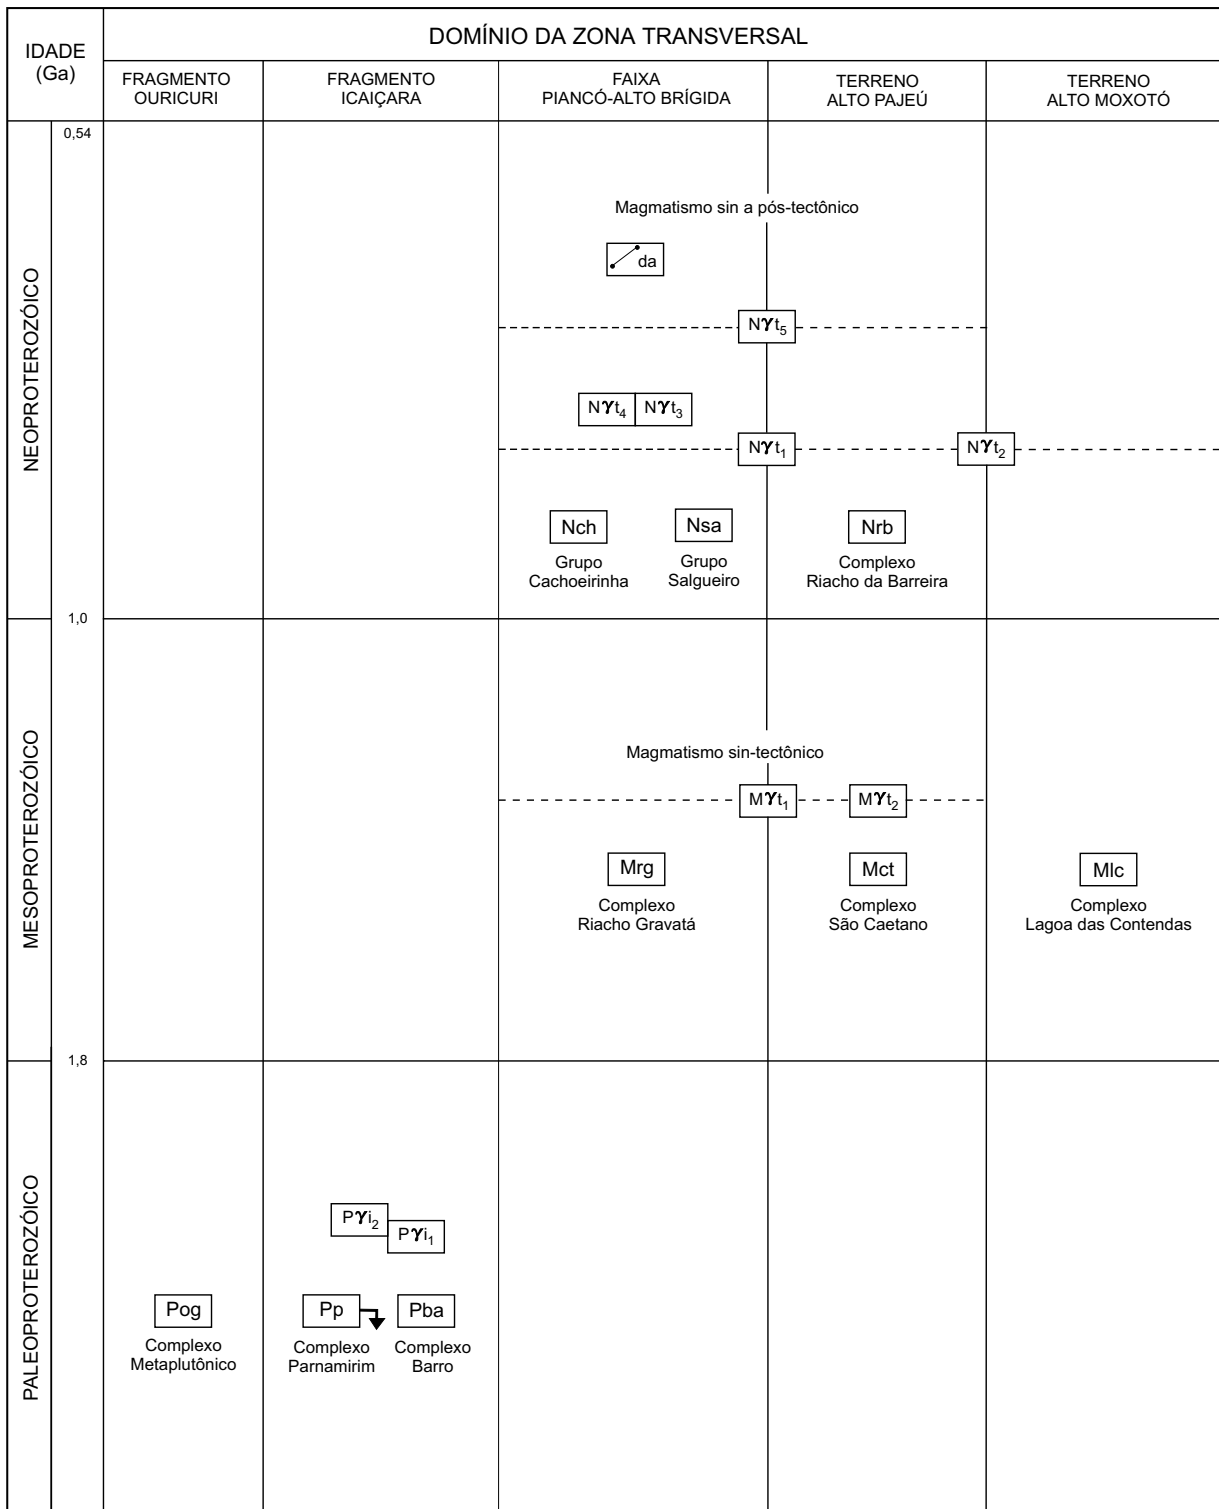 DOMÍNIO DA ZONA TRANSVERSAL
IDADE
(Ga)
FRAGMENTO
OURICURI
FRAGMENTO
ICAIÇARA
FAIXA
PIANCÓ-ALTO BRÍGIDA
TERRENO
ALTO PAJEÚ
TERRENO
ALTO MOXOTÓ
NEOPROTEROZÓICO
0,54
Magmatismo sin a pós-tectônico
da
Nγt5
Nγt4
Nγt3
Nγt1
Nγt2
Nch
Grupo
Cachoeirinha
Nsa
Grupo
Salgueiro
Nrb
Complexo
Riacho da Barreira
MESOPROTEROZÓICO
1,0
Magmatismo sin-tectônico
Mγt1
Mγt2
Mrg
Complexo
Riacho Gravatá
Mct
Complexo
São Caetano
Mlc
Complexo
Lagoa das Contendas
PALEOPROTEROZÓICO
1,8
Pγi2
Pγi1
Pog
Complexo
Metaplutônico
Pp
Complexo
Parnamirim
Pba
Complexo
Barro